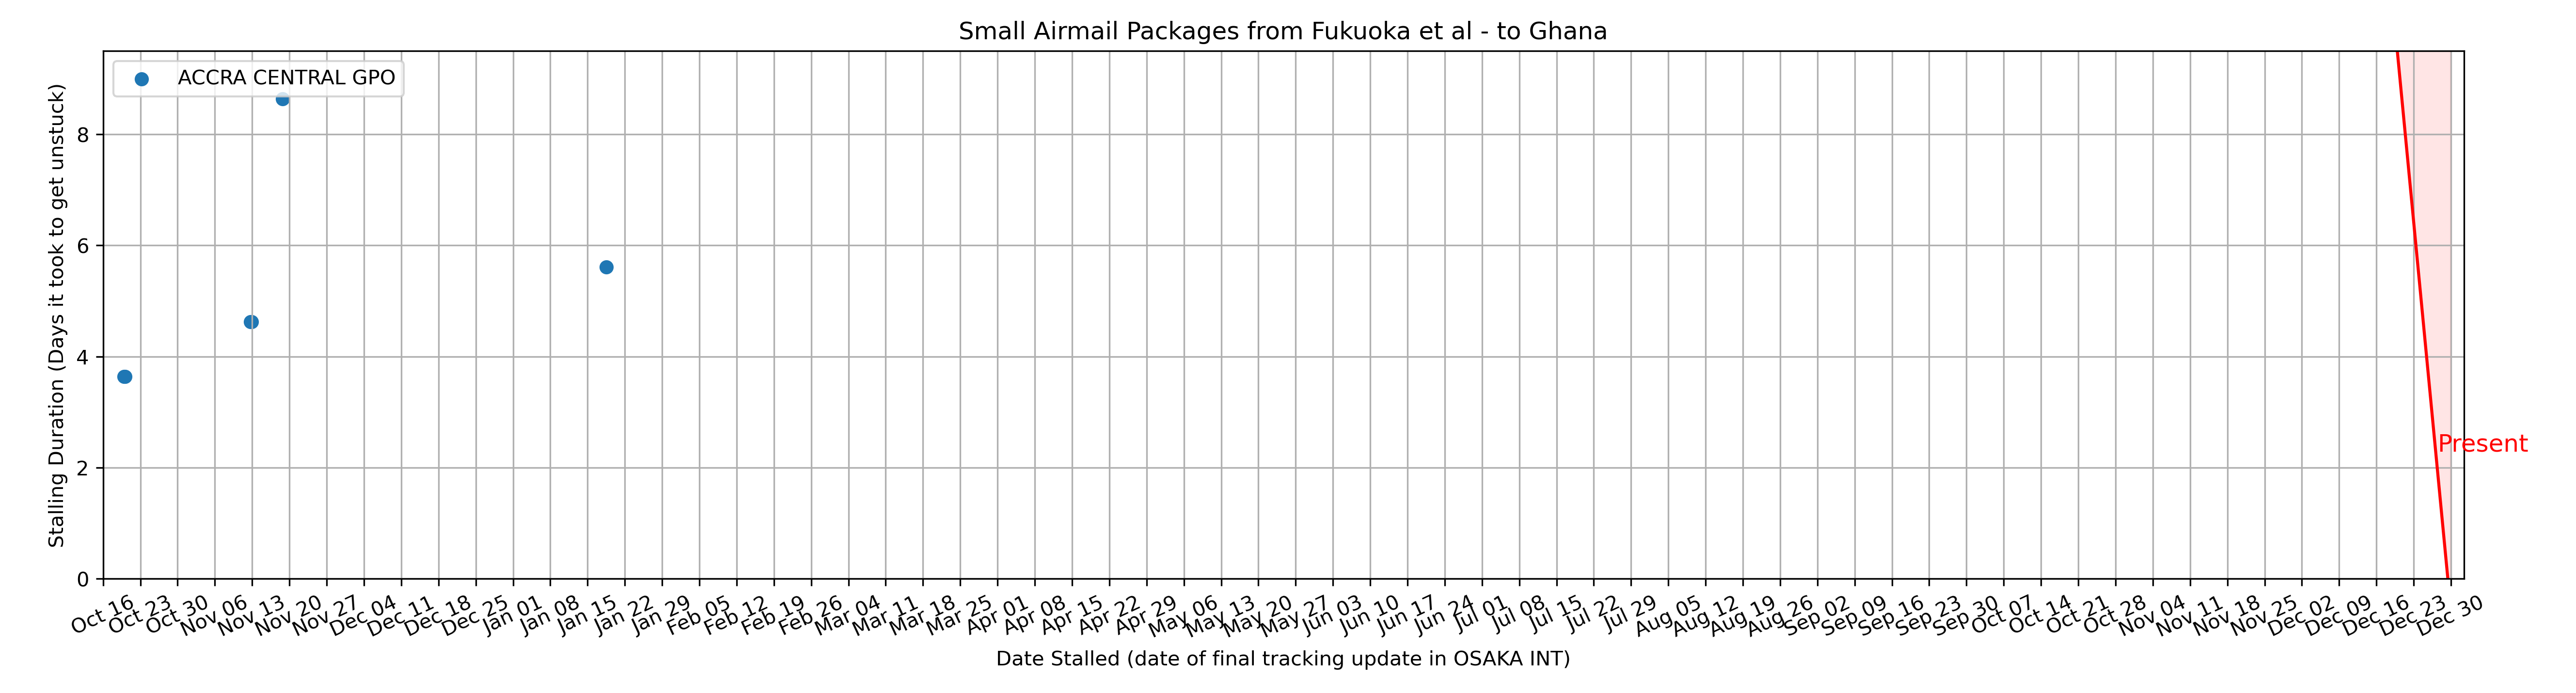 Small Airmail Packages from Fukuoka et al - to Ghana
ACCRA CENTRAL GPO
Stalling Duration (Days it took to get unstuck)
8
6
4
2
0
Present
Oct 16
Oct 23
Oct 30
Nov 06
Nov 13
Nov 20
Nov 27
Dec 04
Dec 11
Dec 18
Dec 25
Jan 01
Jan 08
Jan 15
Jan 22
Jan 29
Feb 05
Feb 12
Feb 19
Feb 26
Mar 04
Mar 11
Mar 18
Mar 25
Apr 01
Apr 08
Apr 15
Apr 22
Apr 29
May 06
May 13
May 20
May 27
Jun 03
Jun 10
Jun 17
Jun 24
Jul 01
Jul 08
Jul 15
Jul 22
Jul 29
Aug 05
Aug 12
Aug 19
Aug 26
Sep 02
Sep 09
Sep 16
Sep 23
Sep 30
Oct 07
Oct 14
Oct 21
Oct 28
Nov 04
Nov 11
Nov 18
Nov 25
Dec 02
Dec 09
Dec 16
Dec 23
Dec 30
Date Stalled (date of final tracking update in OSAKA INT)